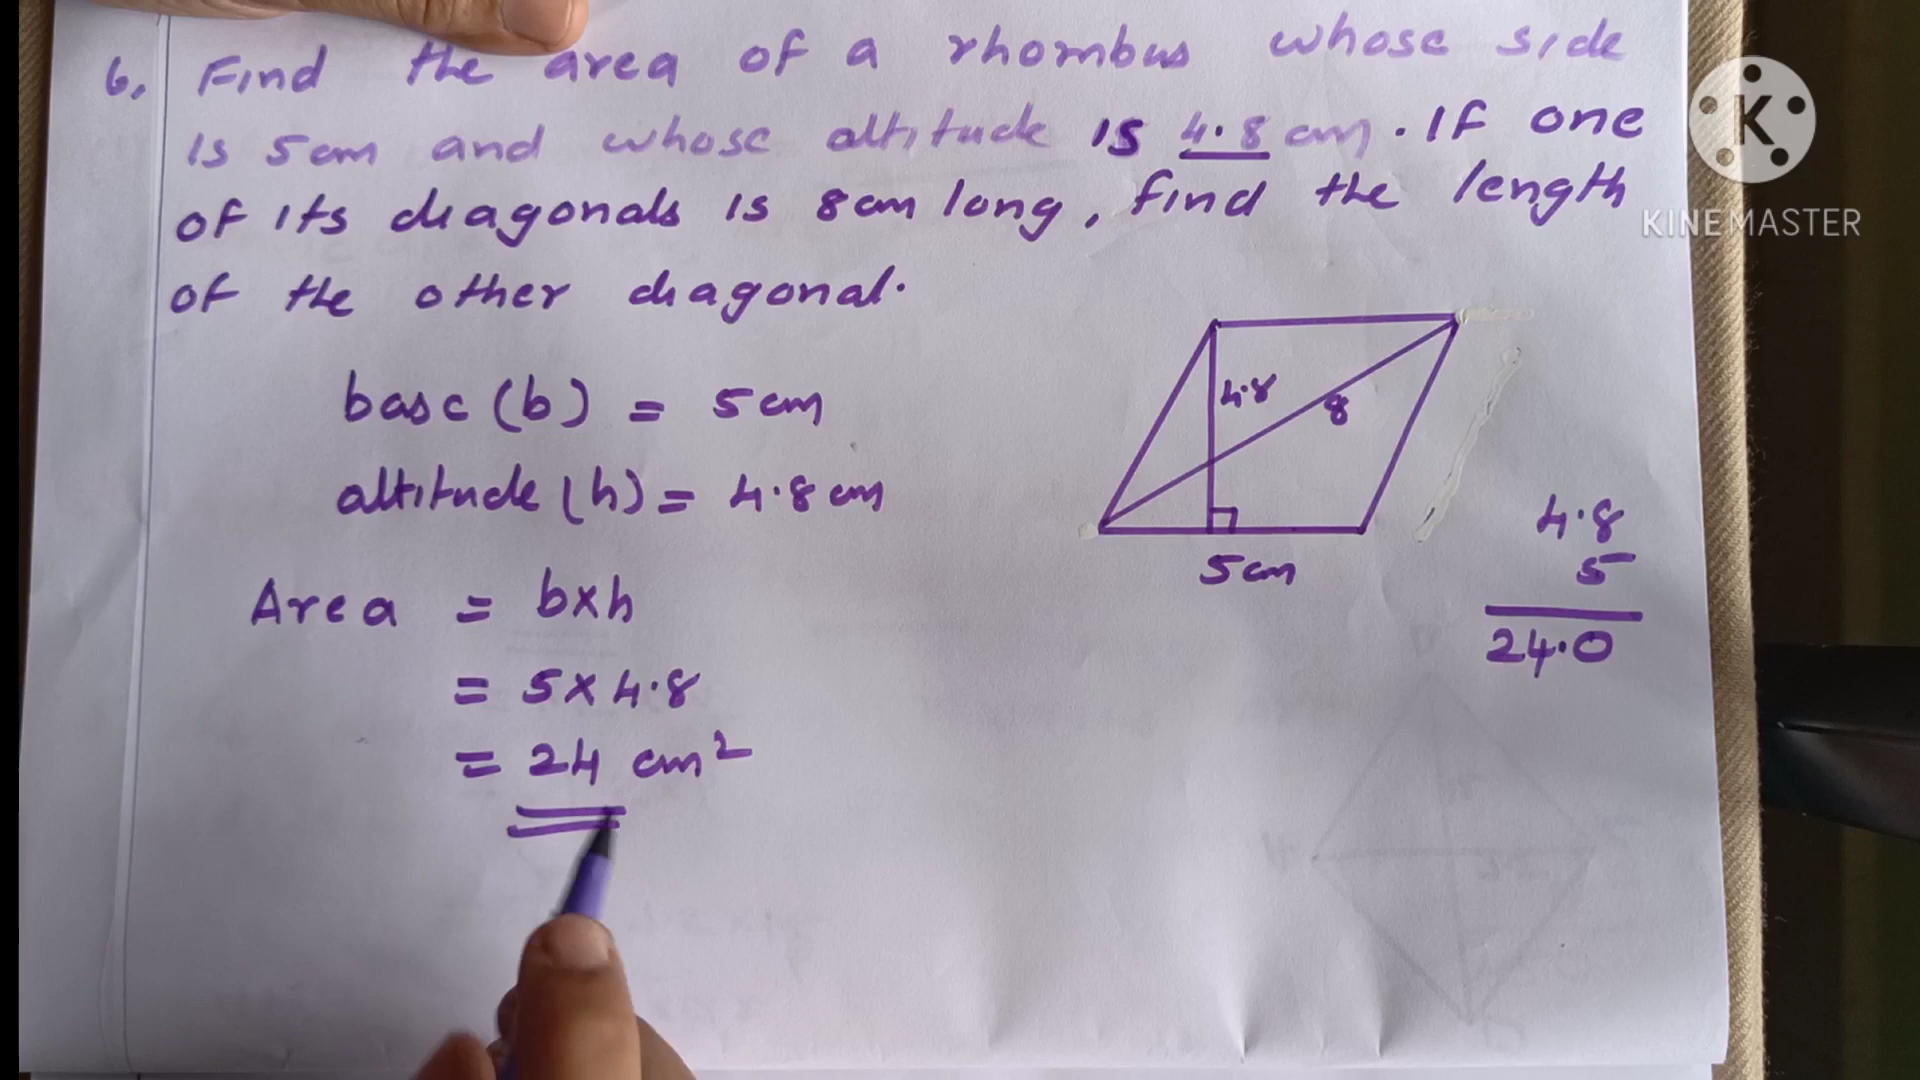 6. Find the area of a rhombus whose side
is 5cm and whose altitude is 4.8 cm. If one
of its diagonals is 8cm long, find the length
of the other diagonal.
K
KINEMASTER
base (b) = 5cm
altitude (h) = 4.8 cm
Area = b×h
= 5×4.8
= 24 cm²
4.8
8
5cm
4.8
5
24.0